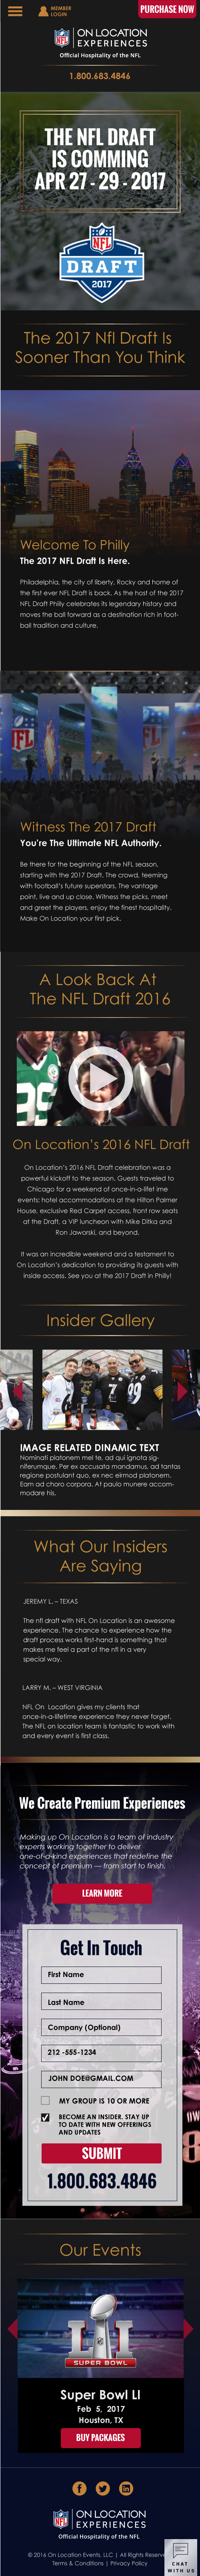 MEMBER
LOGIN
PURCHASE NOW
NFL
ON LOCATION
EXPERIENCES
Official Hospitality of the NFL
1.800.683.4846
THE NFL DRAFT
IS COMMING
APR 27 - 29 - 2017
NFL
DRAFT
2017
The 2017 Nfl Draft Is
Sooner Than You Think
Welcome To Philly
The 2017 NFL Draft Is Here.
Philadelphia, the city of liberty, Rocky and home of
the first ever NFL Draft is back. As the host of the 2017
NFL Draft Philly celebrates its legendary history and
moves the ball forward as a destination rich in foot-
ball tradition and culture.
Witness The 2017 Draft
You're The Ultimate NFL Authority.
Be there for the beginning of the NFL season,
starting with the 2017 Draft. The crowd, teeming
with football's future superstars. The vantage
point, live and up close. Witness the picks, meet
and greet the players, enjoy the finest hospitality.
Make On Location your first pick.
A Look Back At
The NFL Draft 2016
On Location's 2016 NFL Draft
On Location's 2016 NFL Draft celebration was a
powerful kickoff to the season. Guests traveled to
Chicago for a weekend of once-in-a-lifet ime
events: hotel accommodations at the Hilton Palmer
House, exclusive Red Carpet access, front row seats
at the Draft, a VIP luncheon with Mike Ditka and
Ron Jaworski, and beyond.
It was an incredible weekend and a testament to
On Location's dedication to providing its guests with
inside access. See you at the 2017 Draft in Philly!
Insider Gallery
IMAGE RELATED DINAMIC TEXT
Nominati platonem mel te, ad qui ignota sig-
niferumque. Per ex accusata mandamus, ad tantas
regione postulant quo, ex nec eirmod platonem.
Eam ad choro corpora. At paulo munere accom-
modare his.
What Our Insiders
Are Saying
JEREMY L. – TEXAS
The nfl draft with NFL On Location is an awesome
experience. The chance to experience how the
draft process works first-hand is something that
makes me feel a part of the nfl in a very
special way.
LARRY M. – WEST VIRGINIA
NFL On Location gives my clients that
once-in-a-lifetime experience they never forget.
The NFL on location team is fantastic to work with
and every event is first class.
We Create Premium Experiences
Making up On Location is a team of industry
experts working together to deliver
one-of-a-kind experiences that redefine the
concept of premium — from start to finish.
LEARN MORE
Get In Touch
First Name
Last Name
Company (Optional)
212 -555-1234
JOHN DOE@GMAIL.COM
MY GROUP IS 10 OR MORE
BECOME AN INSIDER. STAY UP
TO DATE WITH NEW OFFERINGS
AND UPDATES
SUBMIT
1.800.683.4846
Our Events
LI
SUPER BOWL
Super Bowl LI
Feb 5, 2017
Houston, TX
BUY PACKAGES
NFL
ON LOCATION
EXPERIENCES
Official Hospitality of the NFL
© 2016 On Location Events, LLC | All Rights Reserve
Terms & Conditions | Privacy Policy
CHAT
WITH US